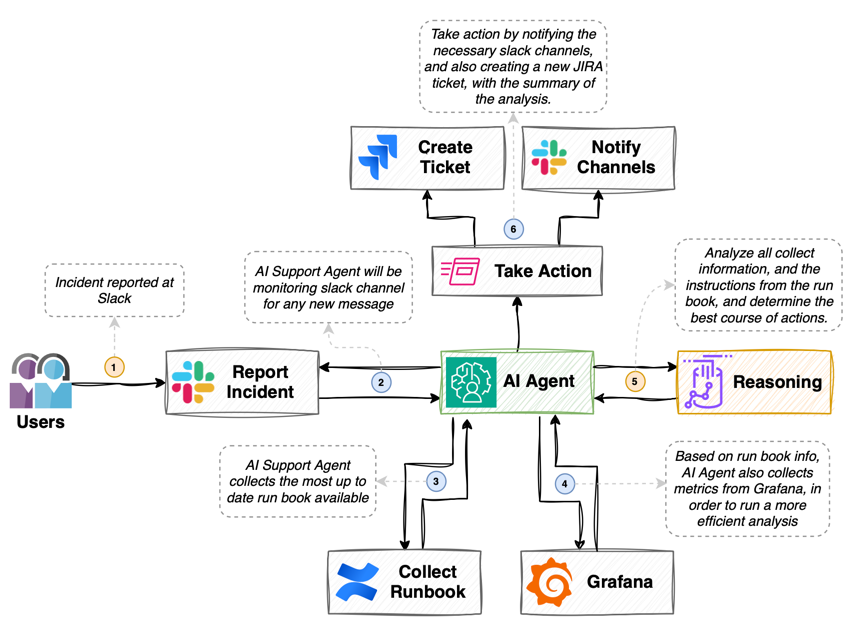 Take action by notifying the
necessary slack channels,
and also creating a new JIRA
ticket, with the summary of
the analysis.
Create
Ticket
Notify
Channels
6
Take Action
Incident reported at
Slack
AI Support Agent will be
monitoring slack channel
for any new message
Analyze all collect
information, and the
instructions from the run
book, and determine the
best course of actions.
1
2
5
Users
Report
Incident
AI Agent
Reasoning
AI Support Agent
collects the most up to
date run book available
3
4
Based on run book info,
AI Agent also collects
metrics from Grafana, in
order to run a more
efficient analysis
Collect
Runbook
Grafana